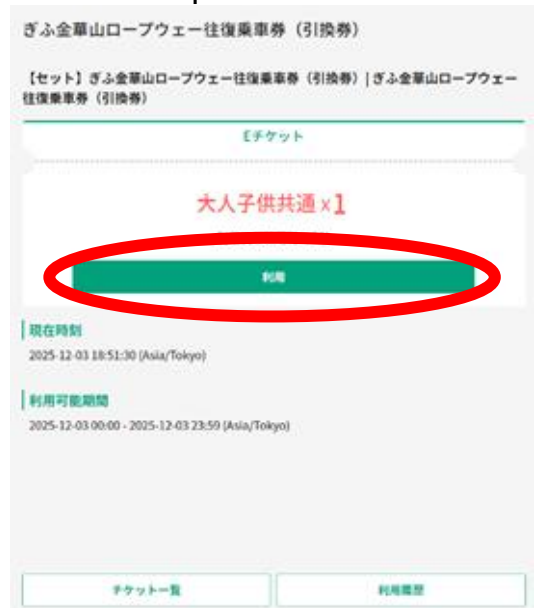 ぎふ金華山ロープウェー往復乗車券（引換券）
【セット】ぎふ金華山ロープウェー往復乗車券（引換券）| ぎふ金華山ロープウェー
往復乗車券（引換券）
Eチケット
大人子供共通 x1
利用
現在時刻
2025-12-03 18:51:30 (Asia/Tokyo)
利用可能期間
2025-12-03 00:00 - 2025-12-03 23:59 (Asia/Tokyo)
チケット一覧
利用履歴